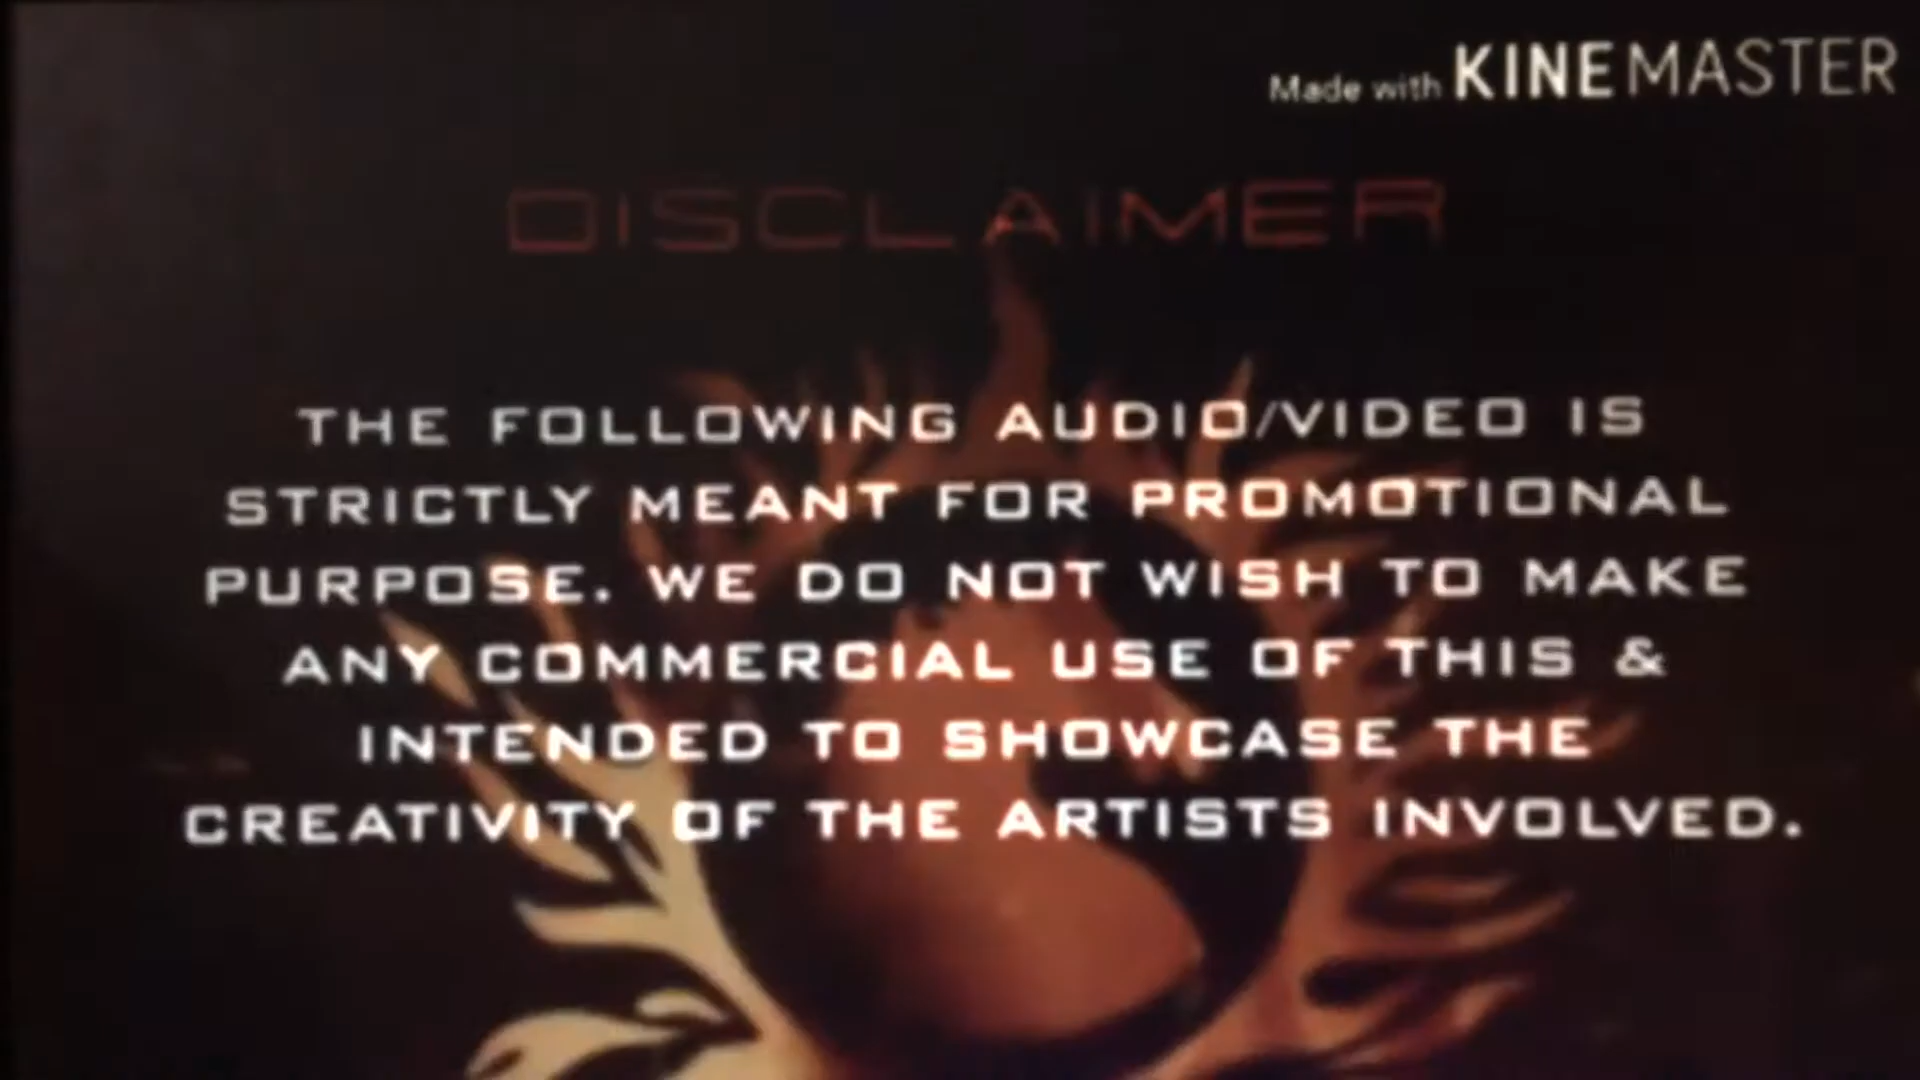 Made with KINEMASTER
DISCLAIMER
THE FOLLOWING AUDIO/VIDEO IS
STRICTLY MEANT FOR PROMOTIONAL
PURPOSE. WE DO NOT WISH TO MAKE
ANY COMMERCIAL USE OF THIS &
INTENDED TO SHOWCASE THE
CREATIVITY OF THE ARTISTS INVOLVED.